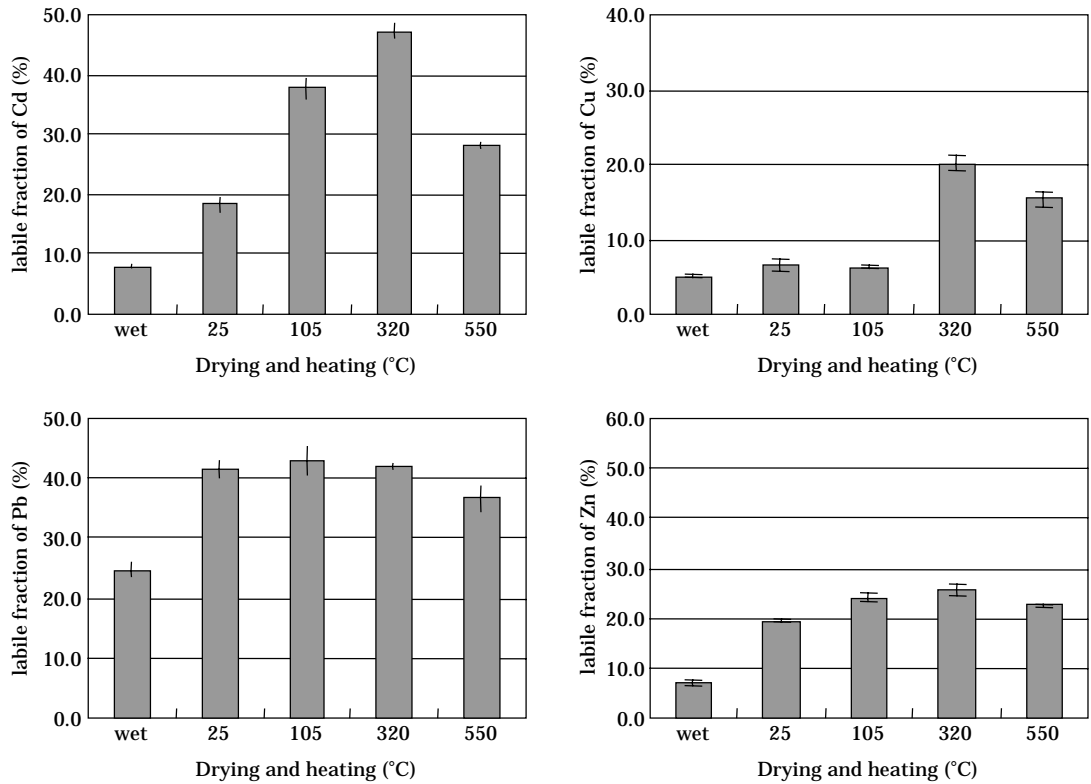 labile fraction of Cd (%)
50.0
40.0
30.0
20.0
10.0
0.0
wet 25 105 320 550
Drying and heating (°C)
labile fraction of Cu (%)
40.0
30.0
20.0
10.0
0.0
wet 25 105 320 550
Drying and heating (°C)
labile fraction of Pb (%)
50.0
40.0
30.0
20.0
10.0
0.0
wet 25 105 320 550
Drying and heating (°C)
labile fraction of Zn (%)
60.0
50.0
40.0
30.0
20.0
10.0
0.0
wet 25 105 320 550
Drying and heating (°C)